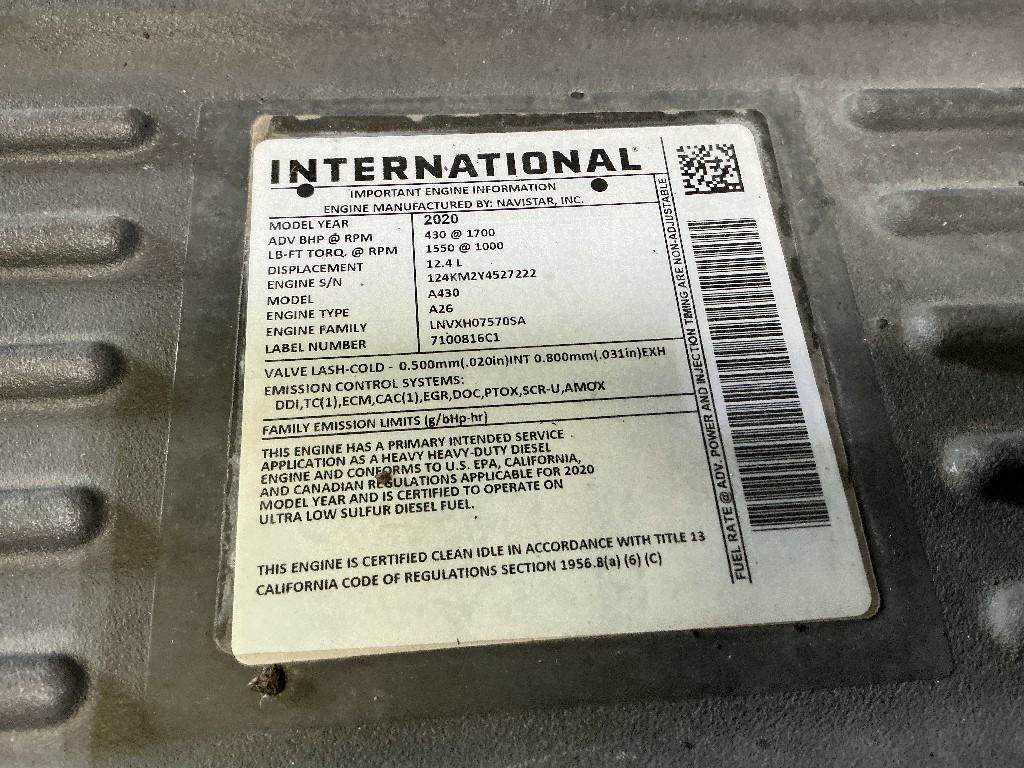 INTERNATIONAL®
IMPORTANT ENGINE INFORMATION
ENGINE MANUFACTURED BY: NAVISTAR, INC.
MODEL YEAR 2020
ADV BHP @ RPM 430 @ 1700
LB-FT TORQ. @ RPM 1550 @ 1000
DISPLACEMENT 12.4 L
ENGINE S/N 124KM2Y4527222
MODEL A430
ENGINE TYPE A26
ENGINE FAMILY LNVXH07570SA
LABEL NUMBER 7100816C1
VALVE LASH-COLD - 0.500mm(.020in)INT 0.800mm(.031in)EXH
EMISSION CONTROL SYSTEMS:
DDI,TC(1),ECM,CAC(1),EGR,DOC,PTOX,SCR-U,AMOX
FAMILY EMISSION LIMITS (g/bHp-hr)
THIS ENGINE HAS A PRIMARY INTENDED SERVICE
APPLICATION AS A HEAVY HEAVY-DUTY DIESEL
ENGINE AND CONFORMS TO U.S. EPA, CALIFORNIA,
AND CANADIAN REGULATIONS APPLICABLE FOR 2020
MODEL YEAR AND IS CERTIFIED TO OPERATE ON
ULTRA LOW SULFUR DIESEL FUEL.
THIS ENGINE IS CERTIFIED CLEAN IDLE IN ACCORDANCE WITH TITLE 13
CALIFORNIA CODE OF REGULATIONS SECTION 1956.8(a) (6) (C)
FUEL RATE @ ADV. POWER AND INJECTION TIMING ARE NON-ADJUSTABLE